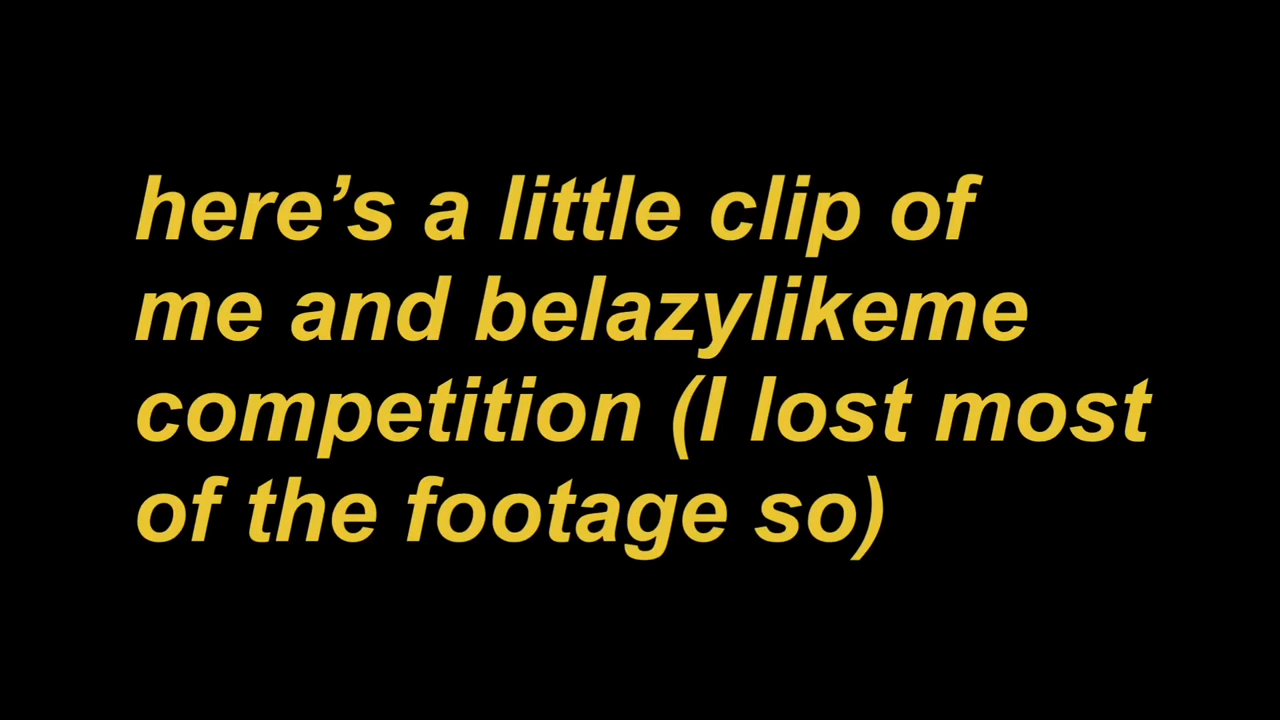 here’s a little clip of
me and belazylikeme
competition (I lost most
of the footage so)